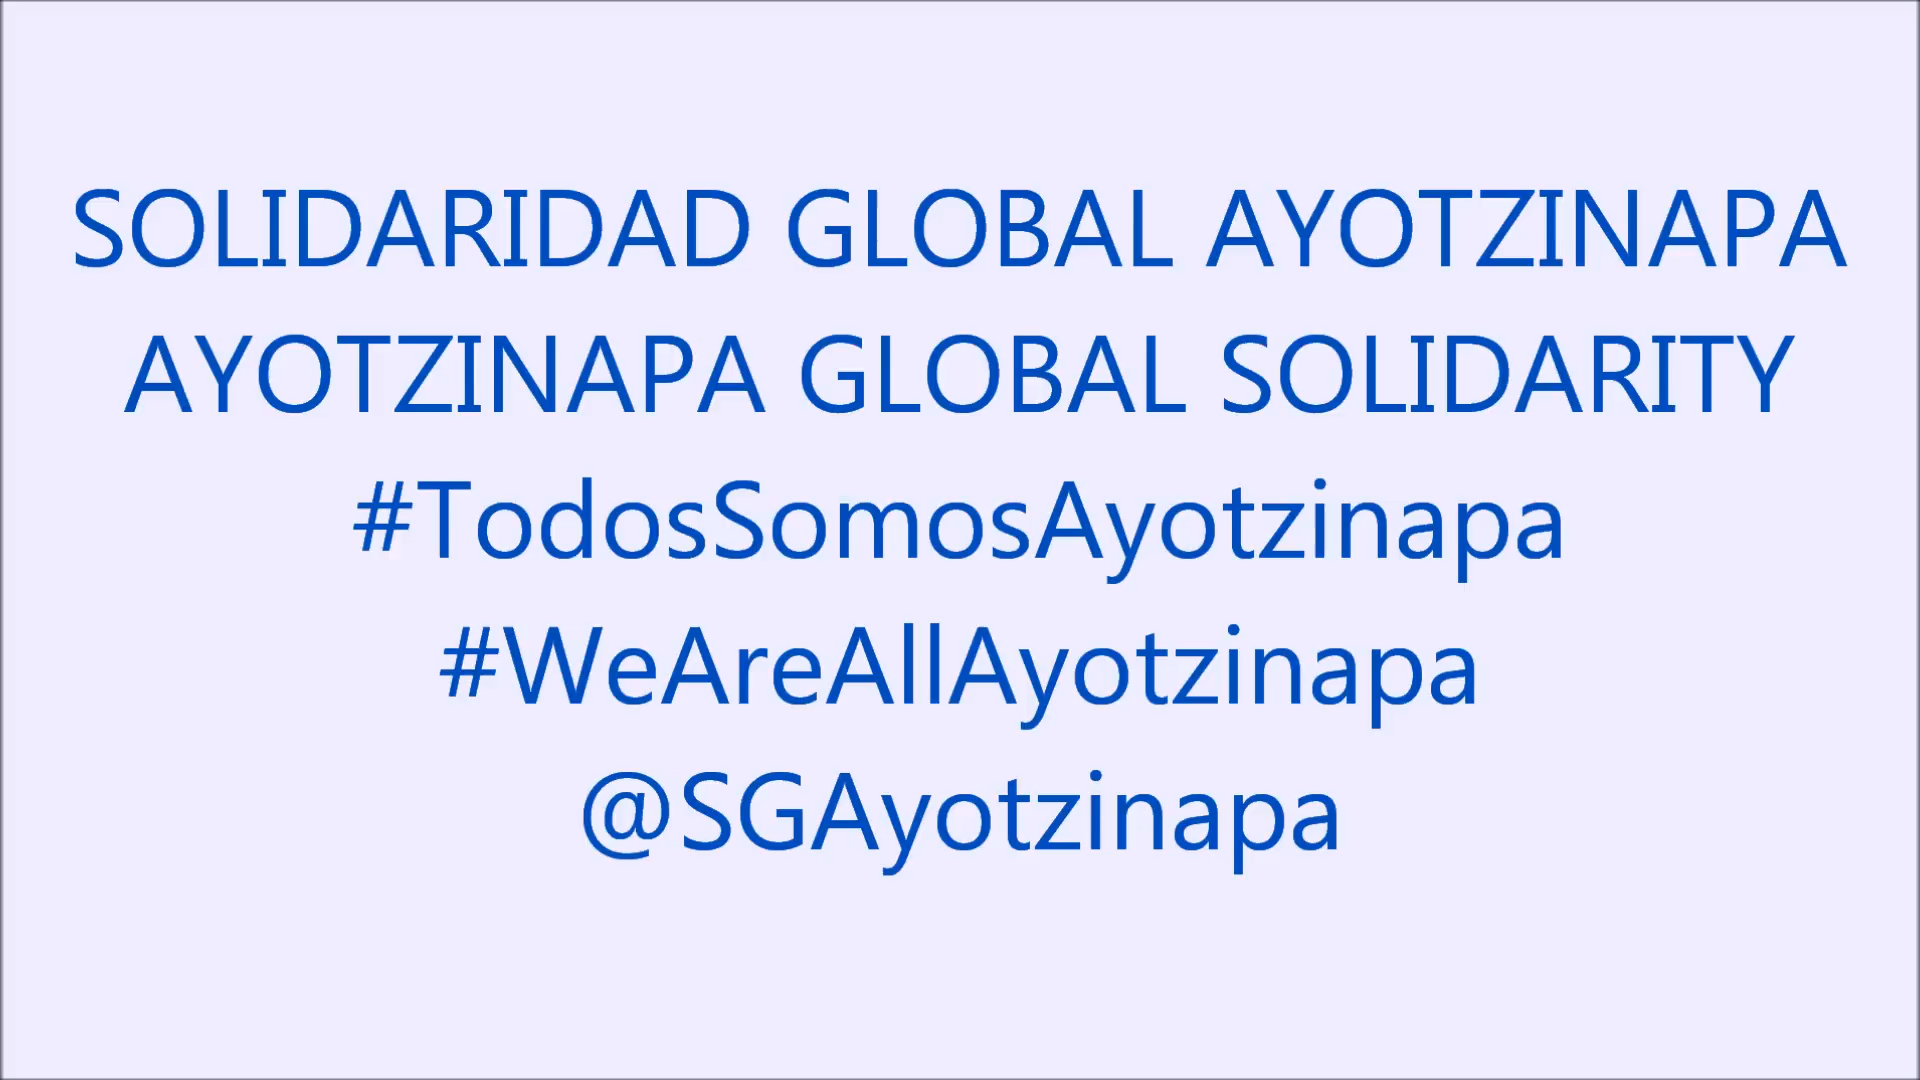 SOLIDARIDAD GLOBAL AYOTZINAPA
AYOTZINAPA GLOBAL SOLIDARITY
#TodosSomosAyotzinapa
#WeAreAllAyotzinapa
@SGAyotzinapa